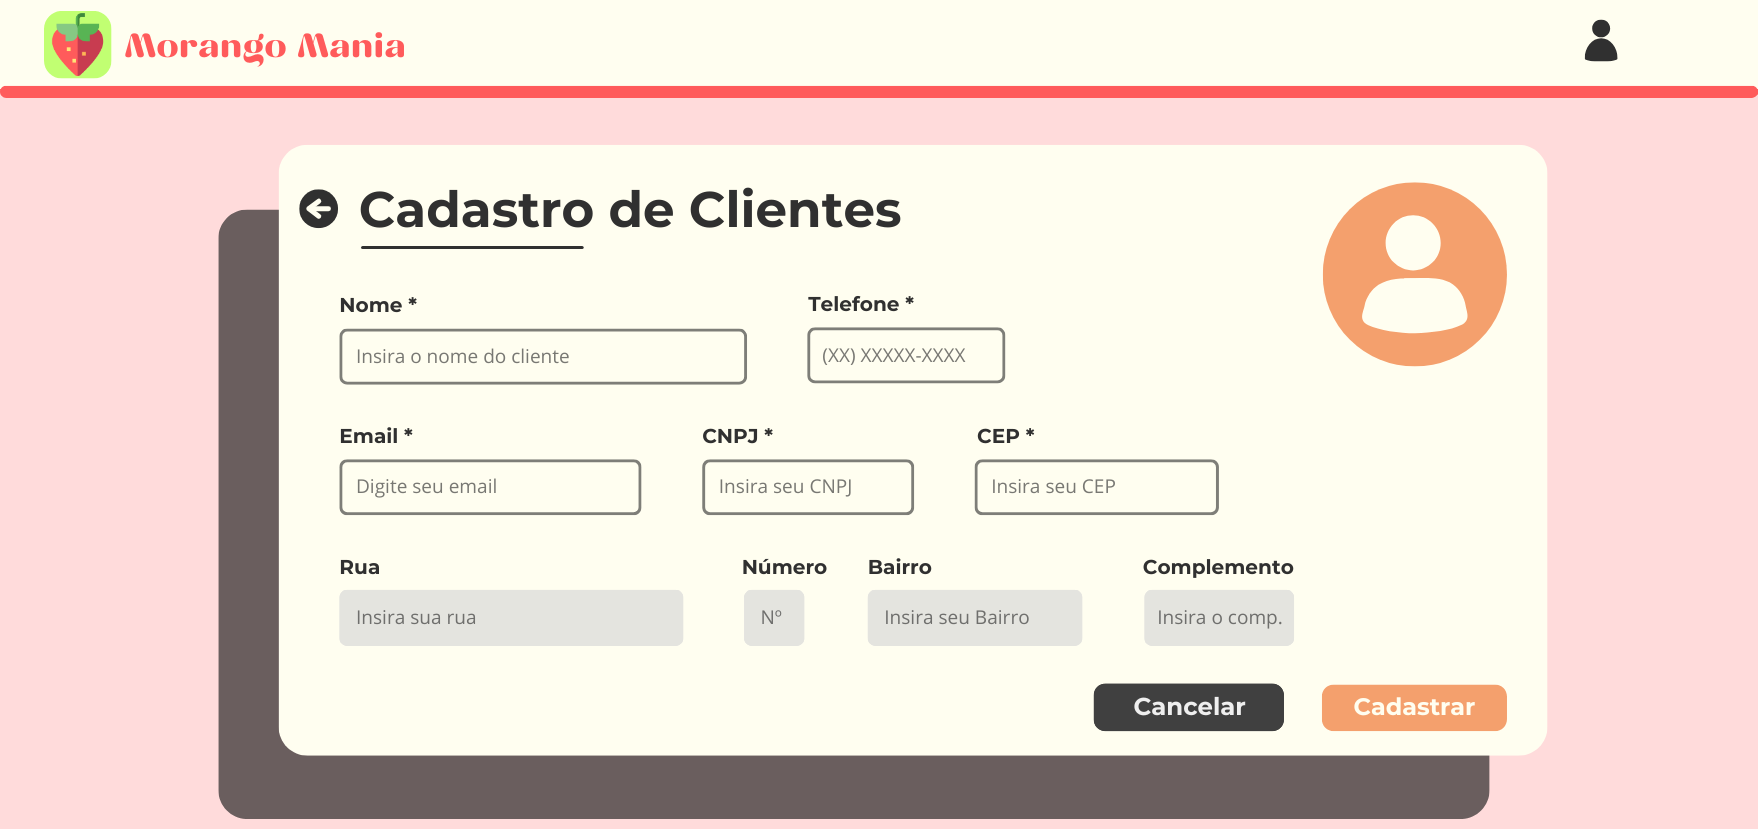 Morango Mania
Cadastro de Clientes
Nome *
Telefone *
Insira o nome do cliente
(XX) XXXXX-XXXX
Email *
CNPJ *
CEP *
Digite seu email
Insira seu CNPJ
Insira seu CEP
Rua
Número
Bairro
Complemento
Insira sua rua
Nº
Insira seu Bairro
Insira o comp.
Cancelar
Cadastrar